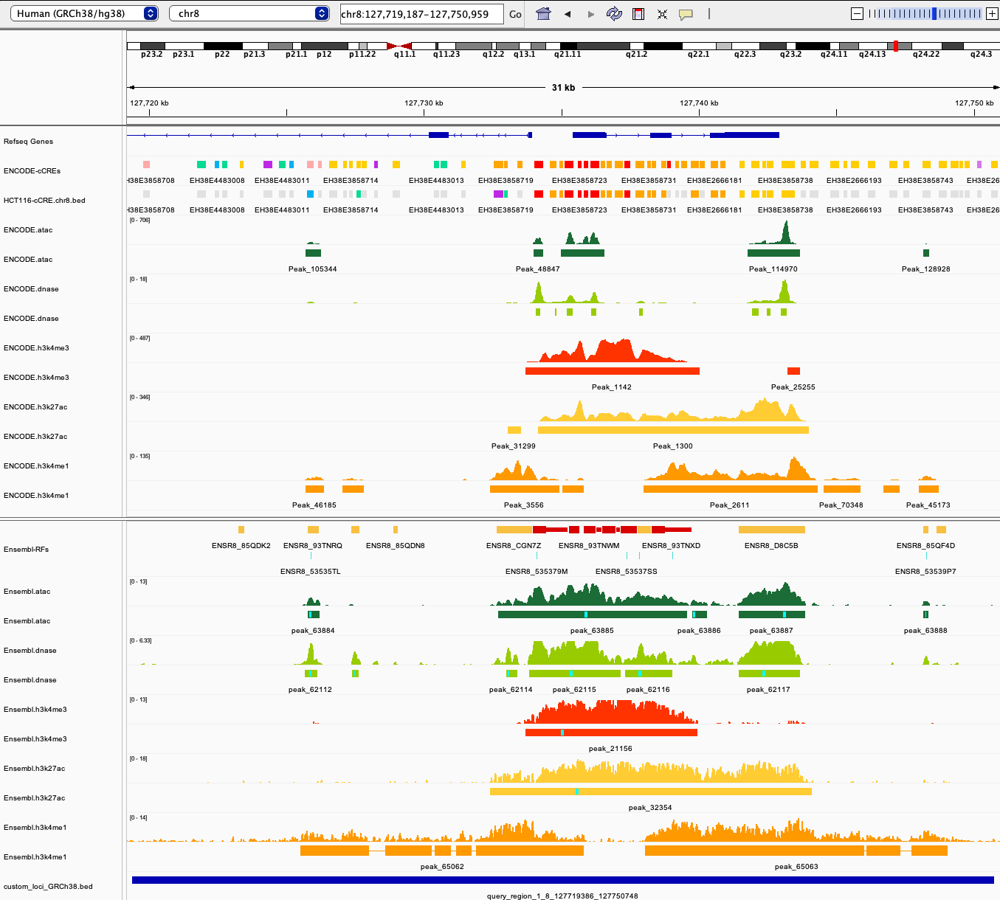 Human (GRCh38/hg38) chr8 chr8:127,719,187-127,750,959 Go
p23.2 p23.1 p22 p21.3 p21.1 p12 p11.22 q11.1 q11.23 q12.2 q13.1 q21.11 q21.2 q22.1 q22.3 q23.2 q24.11 q24.13 q24.22 q24.3
31 kb
127,720 kb 127,730 kb 127,740 kb 127,750 kb
Refseq Genes
ENCODE-cCREs
H38E3858708 EH38E4483008 EH38E4483011 EH38E3858714 EH38E4483013 EH38E3858719 EH38E3858723 EH38E3858731 EH38E2666181 EH38E3858738 EH38E2666193 EH38E3858743 EH38E26
HCT116-cCRE.chr8.bed
H38E3858708 EH38E4483008 EH38E4483011 EH38E3858714 EH38E4483013 EH38E3858719 EH38E3858723 EH38E3858731 EH38E2666181 EH38E3858738 EH38E2666193 EH38E3858743 EH38E26
[0 - 706]
ENCODE.atac
ENCODE.atac
Peak_105344 Peak_48847 Peak_114970 Peak_128928
[0 - 18]
ENCODE.dnase
ENCODE.dnase
[0 - 487]
ENCODE.h3k4me3
ENCODE.h3k4me3
Peak_1142 Peak_25255
[0 - 346]
ENCODE.h3k27ac
ENCODE.h3k27ac
Peak_31299 Peak_1300
[0 - 135]
ENCODE.h3k4me1
ENCODE.h3k4me1
Peak_46185 Peak_3556 Peak_2611 Peak_70348 Peak_45173
Ensembl-RFs
ENSR8_85QDK2 ENSR8_93TNRQ ENSR8_85QDN8 ENSR8_CGN7Z ENSR8_93TNWM ENSR8_93TNXD ENSR8_D8C5B ENSR8_85QF4D
ENSR8_53535TL ENSR8_535379M ENSR8_53537SS ENSR8_53539P7
[0 - 13]
Ensembl.atac
Ensembl.atac
peak_63884 peak_63885 peak_63886 peak_63887 peak_63888
[0 - 6.33]
Ensembl.dnase
Ensembl.dnase
peak_62112 peak_62114 peak_62115 peak_62116 peak_62117
[0 - 13]
Ensembl.h3k4me3
Ensembl.h3k4me3
peak_21156
[0 - 18]
Ensembl.h3k27ac
Ensembl.h3k27ac
peak_32354
[0 - 14]
Ensembl.h3k4me1
Ensembl.h3k4me1
peak_65062 peak_65063
custom_loci_GRCh38.bed
query_region_1_8_127719386_127750748